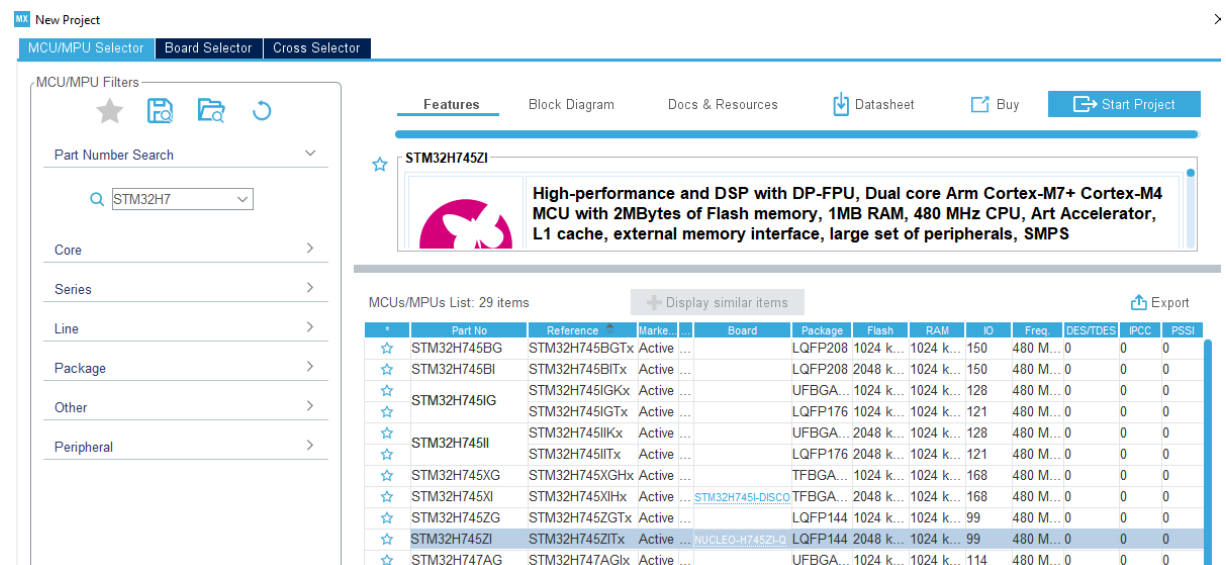 MX New Project
MCU/MPU Selector Board Selector Cross Selector
MCU/MPU Filters
Part Number Search
STM32H7
Core
Series
Line
Package
Other
Peripheral
Features Block Diagram Docs & Resources Datasheet Buy Start Project
STM32H745ZI
High-performance and DSP with DP-FPU, Dual core Arm Cortex-M7+ Cortex-M4
MCU with 2MBytes of Flash memory, 1MB RAM, 480 MHz CPU, Art Accelerator,
L1 cache, external memory interface, large set of peripherals, SMPS
MCUs/MPUs List: 29 items + Display similar items Export
* Part No Reference Marke... ... Board Package Flash RAM IO Freq. DES/TDES IPCC PSSI
STM32H745BG STM32H745BGTx Active ... LQFP208 1024 k... 1024 k... 150 480 M... 0 0 0
STM32H745BI STM32H745BITx Active ... LQFP208 2048 k... 1024 k... 150 480 M... 0 0 0
STM32H745IG STM32H745IGKx Active ... UFBGA... 1024 k... 1024 k... 128 480 M... 0 0 0
STM32H745IGTx Active ... LQFP176 1024 k... 1024 k... 121 480 M... 0 0 0
STM32H745II STM32H745IIKx Active ... UFBGA... 2048 k... 1024 k... 128 480 M... 0 0 0
STM32H745IITx Active ... LQFP176 2048 k... 1024 k... 121 480 M... 0 0 0
STM32H745XG STM32H745XGHx Active ... TFBGA... 1024 k... 1024 k... 168 480 M... 0 0 0
STM32H745XI STM32H745XIHx Active ... STM32H745I-DISCO TFBGA... 2048 k... 1024 k... 168 480 M... 0 0 0
STM32H745ZG STM32H745ZGTx Active ... LQFP144 1024 k... 1024 k... 99 480 M... 0 0 0
STM32H745ZI STM32H745ZITx Active ... NUCLEO-H745ZI-Q LQFP144 2048 k... 1024 k... 99 480 M... 0 0 0
STM32H747AG STM32H747AGIx Active ... UFBGA... 1024 k... 1024 k... 114 480 M... 0 0 0